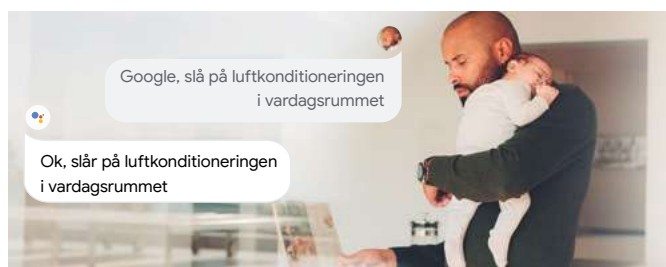 Google, slå på luftkonditioneringen
i vardagsrummet
Ok, slår på luftkonditioneringen
i vardagsrummet